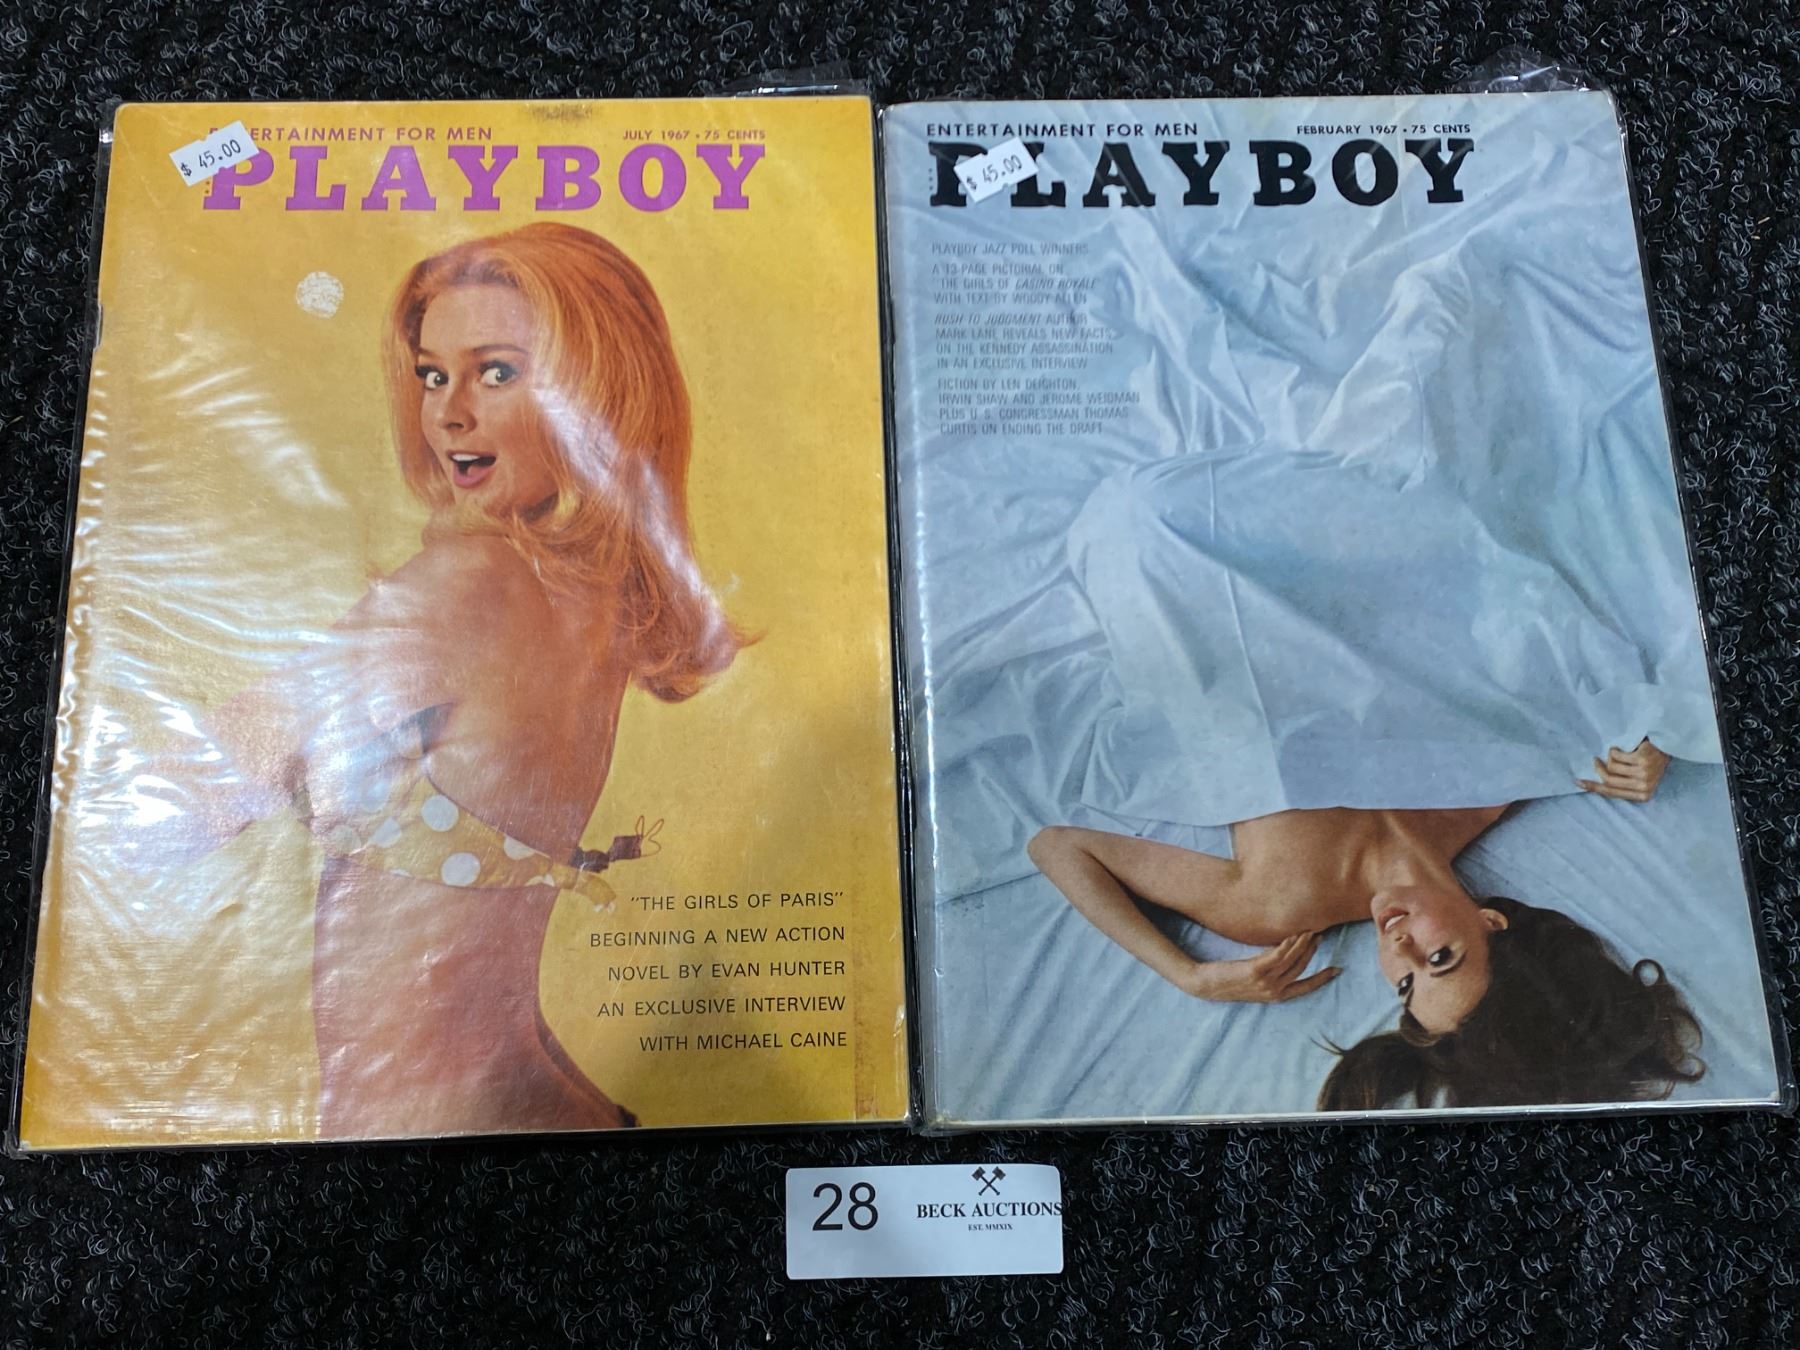 ERTAINMENT FOR MEN
JULY 1967 • 75 CENTS
$ 45.00
PLAYBOY
"THE GIRLS OF PARIS"
BEGINNING A NEW ACTION
NOVEL BY EVAN HUNTER
AN EXCLUSIVE INTERVIEW
WITH MICHAEL CAINE
ENTERTAINMENT FOR MEN
FEBRUARY 1967 • 75 CENTS
$ 45.00
PLAYBOY
PLAYBOY JAZZ POLL WINNERS
A 13-PAGE PICTORIAL ON
"THE GIRLS OF CASINO ROYALE"
WITH TEXT BY WOODY ALLEN
RUSH TO JUDGMENT AUTHOR
MARK LANE REVEALS NEW FACTS
ON THE KENNEDY ASSASSINATION
IN AN EXCLUSIVE INTERVIEW
FICTION BY LEN DEIGHTON,
IRWIN SHAW AND JEROME WEIDMAN
PLUS U. S. CONGRESSMAN THOMAS
CURTIS ON ENDING THE DRAFT
28
BECK AUCTIONS
EST. MMXIX